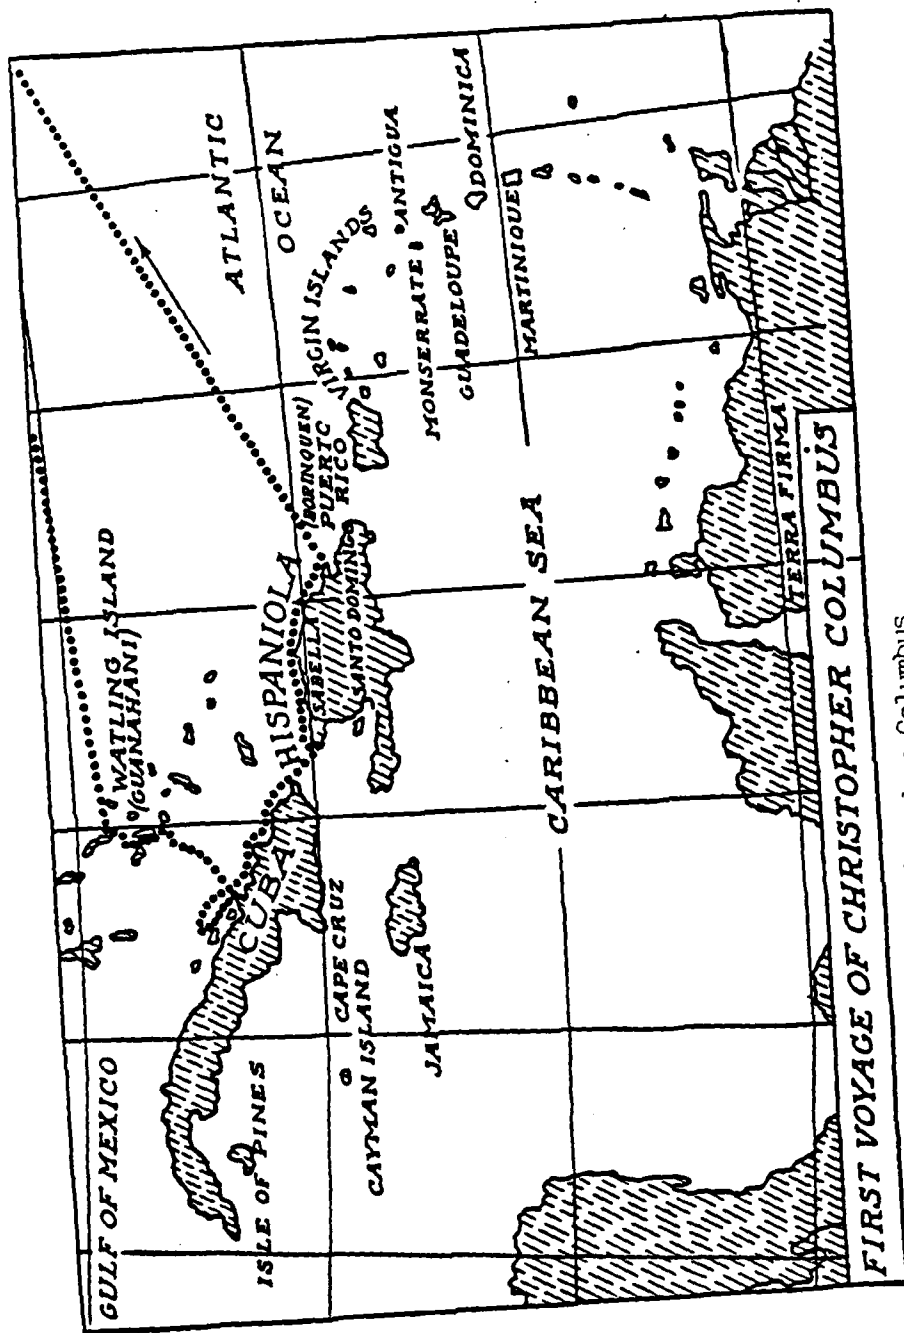 GULF OF MEXICO
WATLING ISLAND
(GUANAHANI)
ATLANTIC
OCEAN
CUBA
ISLE OF PINES
HISPANIOLA
ISABELLA
SANTO DOMINGO
(BORINQUEN)
PUERTC
RICO
VIRGIN ISLANDS
CAPE CRUZ
CAYMAN ISLAND
JAMAICA
ANTIGUA
MONSERRATE
GUADELOUPE
DOMINICA
MARTINIQUE
CARIBBEAN SEA
TERRA FIRMA
FIRST VOYAGE OF CHRISTOPHER COLUMBUS
Columbus